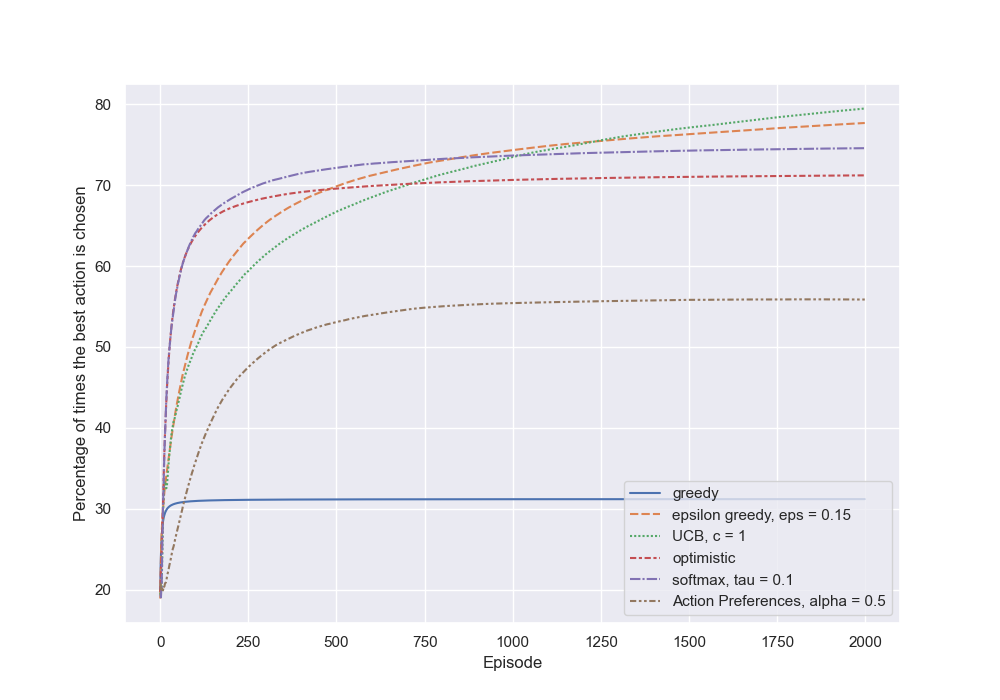 80
70
60
50
40
30
20
Percentage of times the best action is chosen
greedy
epsilon greedy, eps = 0.15
UCB, c = 1
optimistic
softmax, tau = 0.1
Action Preferences, alpha = 0.5
0 250 500 750 1000 1250 1500 1750 2000
Episode